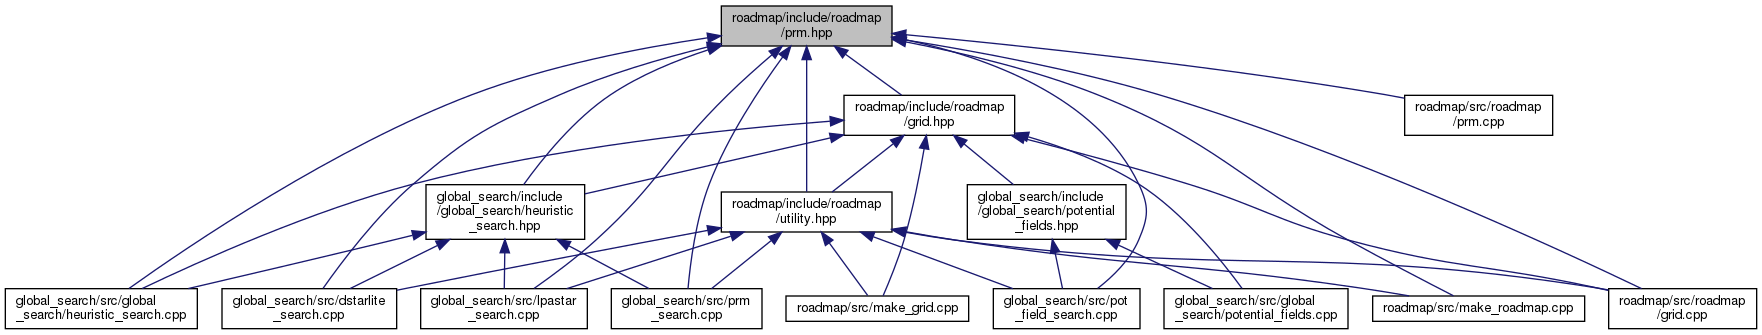 roadmap/include/roadmap
/prm.hpp
roadmap/include/roadmap
/grid.hpp
roadmap/src/roadmap
/prm.cpp
global_search/include
/global_search/heuristic
_search.hpp
roadmap/include/roadmap
/utility.hpp
global_search/include
/global_search/potential
_fields.hpp
global_search/src/global
_search/heuristic_search.cpp
global_search/src/dstarlite
_search.cpp
global_search/src/lpastar
_search.cpp
global_search/src/prm
_search.cpp
roadmap/src/make_grid.cpp
global_search/src/pot
_field_search.cpp
global_search/src/global
_search/potential_fields.cpp
roadmap/src/make_roadmap.cpp
roadmap/src/roadmap
/grid.cpp